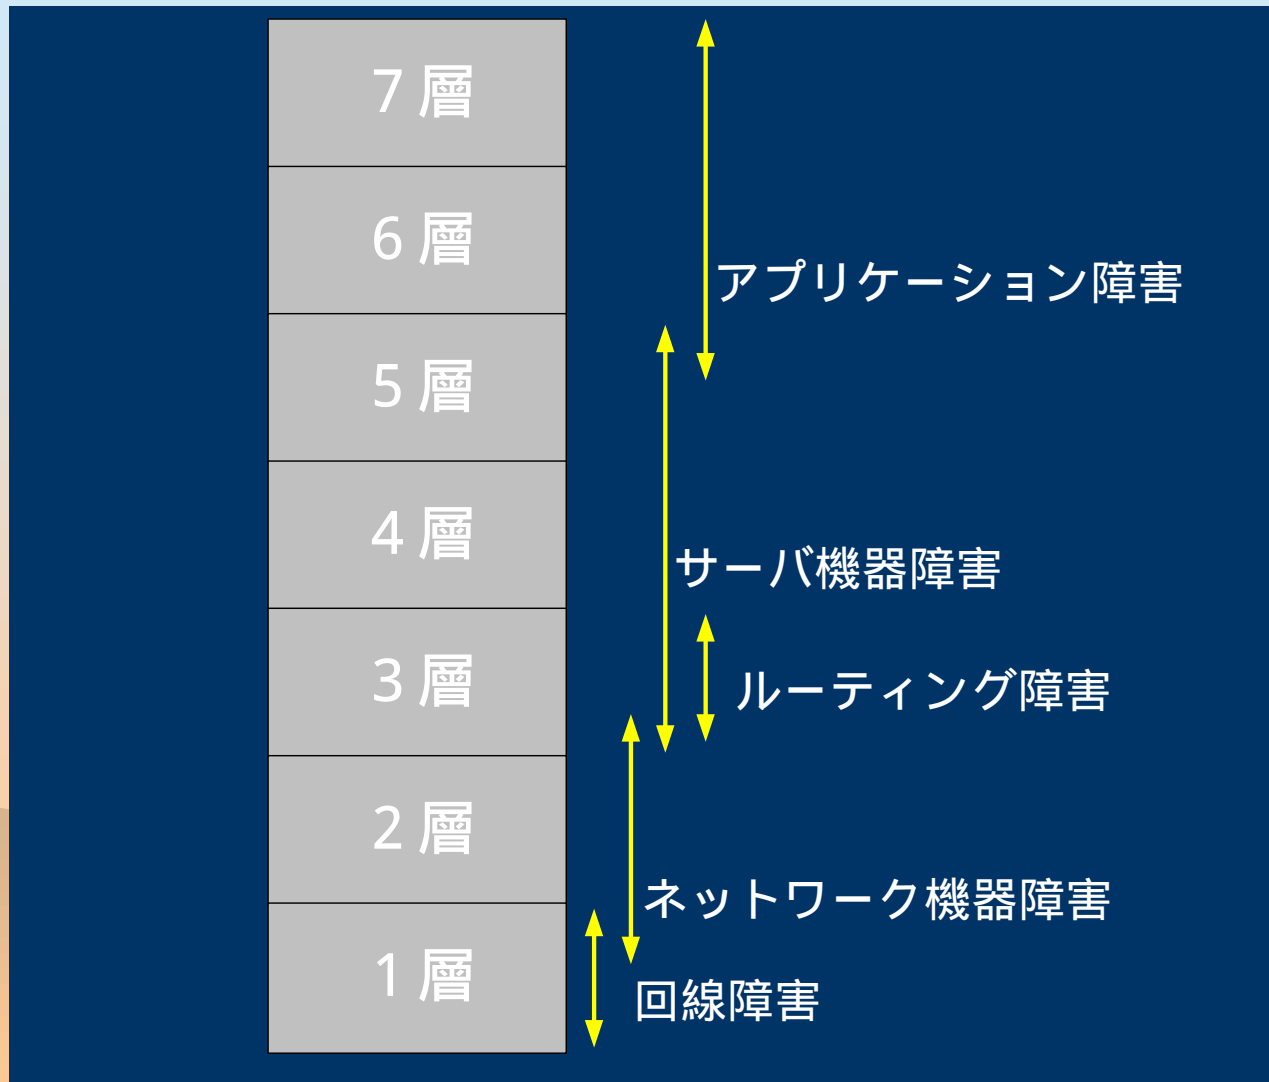 7 層
6 層
アプリケーション障害
5 層
4 層
サーバ機器障害
3 層
ルーティング障害
2 層
ネットワーク機器障害
1 層
回線障害